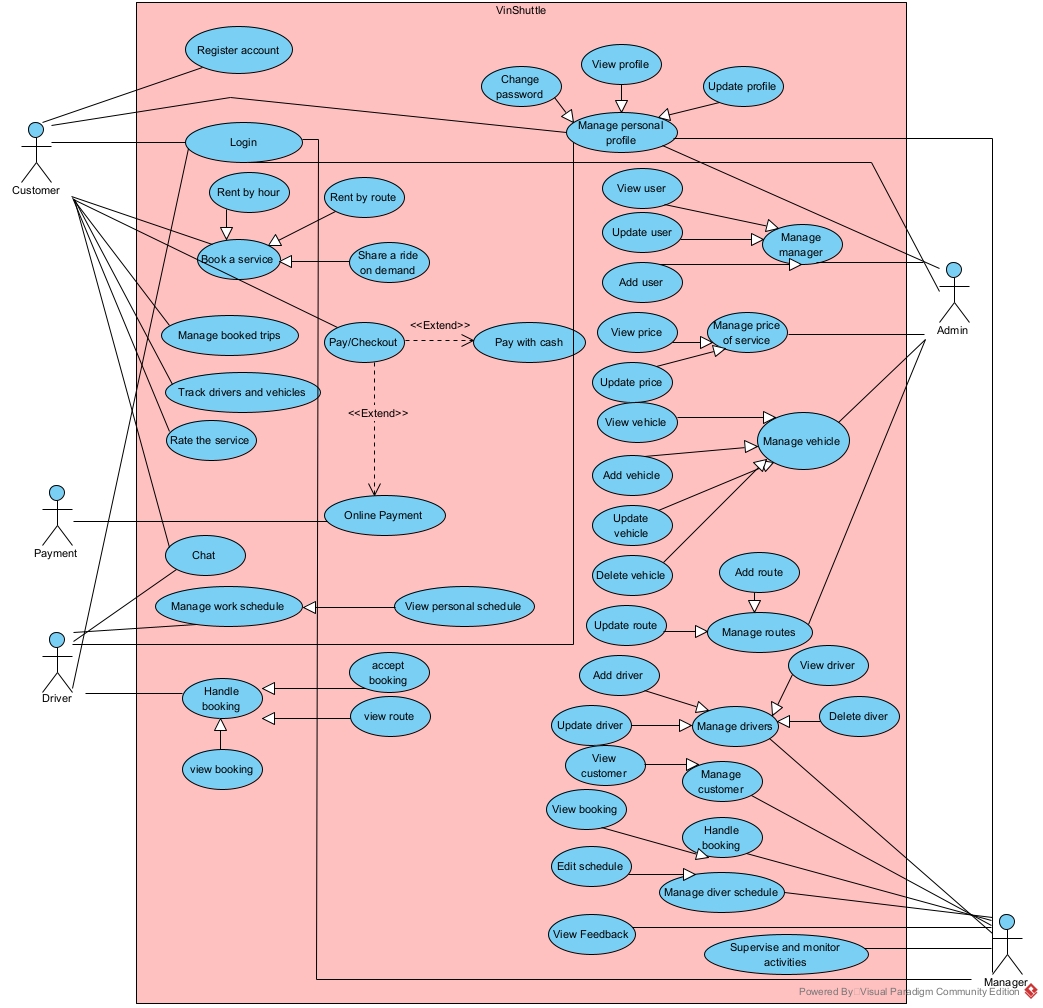 VinShuttle
Register account
View profile
Change
password
Update profile
Manage personal
profile
Login
Customer
Rent by hour
Rent by route
View user
Update user
Manage
manager
Book a service
Share a ride
on demand
Add user
Admin
<<Extend>>
Manage booked trips
Pay/Checkout
Pay with cash
View price
Manage price
of service
Update price
Track drivers and vehicles
<<Extend>>
View vehicle
Rate the service
Manage vehicle
Add vehicle
Payment
Online Payment
Update
vehicle
Chat
Delete vehicle
Add route
Manage work schedule
View personal schedule
Update route
Manage routes
Driver
accept
booking
Add driver
View driver
Handle
booking
view route
Update driver
Manage drivers
Delete diver
view booking
View
customer
Manage
customer
View booking
Handle
booking
Edit schedule
Manage diver schedule
View Feedback
Supervise and monitor
activities
Manager
Powered By Visual Paradigm Community Edition